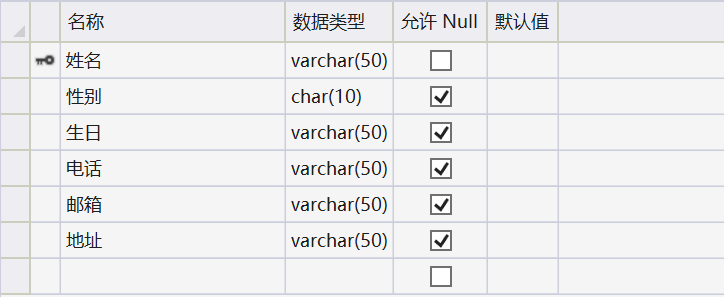 名称 数据类型 允许 Null 默认值
姓名 varchar(50)
性别 char(10)
生日 varchar(50)
电话 varchar(50)
邮箱 varchar(50)
地址 varchar(50)